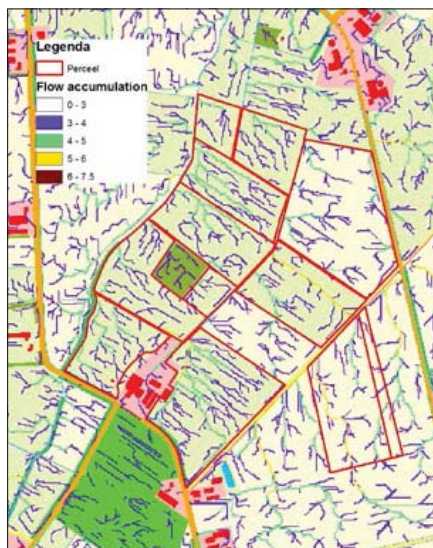 Legenda
Perceel
Flow accumulation
0 - 3
3 - 4
4 - 5
5 - 6
6 - 7.5